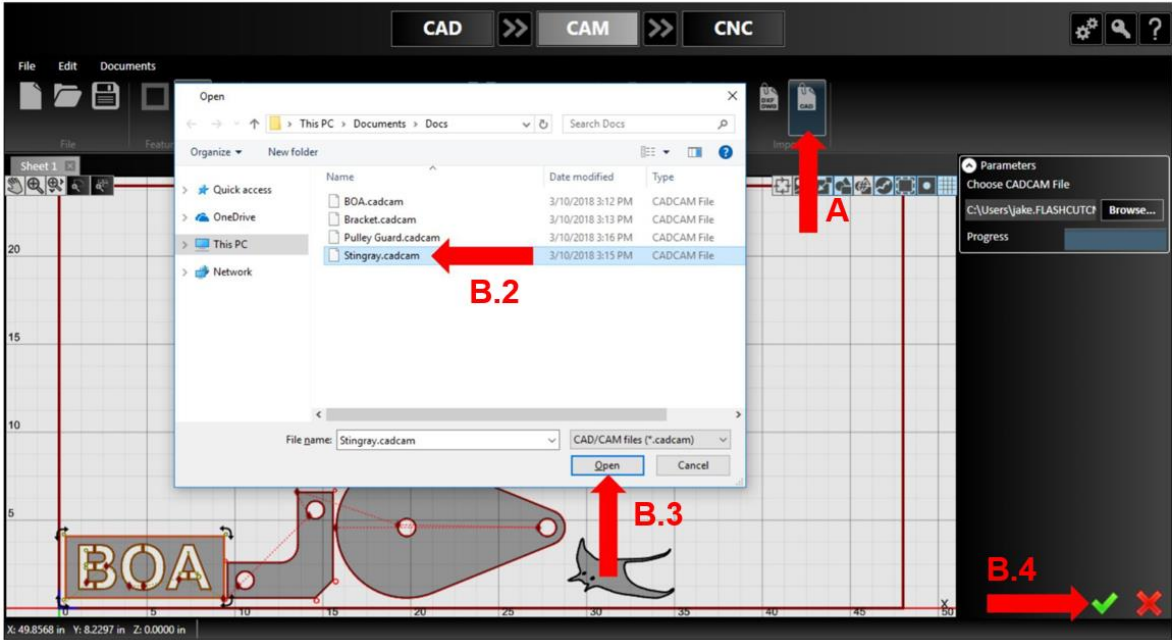 CAD >> CAM >> CNC
File Edit Documents
DXF DWG CAD
File
Sheet 1
Open
This PC > Documents > Docs
Search Docs
Organize New folder
Name Date modified Type
Quick access
OneDrive
This PC
Network
BOA.cadcam 3/10/2018 3:12 PM CADCAM File
Bracket.cadcam 3/10/2018 3:13 PM CADCAM File
Pulley Guard.cadcam 3/10/2018 3:16 PM CADCAM File
Stingray.cadcam 3/10/2018 3:15 PM CADCAM File
File name: Stingray.cadcam CAD/CAM files (*.cadcam)
Open Cancel
A
B.2
B.3
B.4
Parameters
Choose CADCAM File
C:\Users\jake.FLASHCUTCN Browse...
Progress
20
15
10
5
BOA
0 5 10 15 20 25 30 35 40 45 50
X
X: 49.8568 in Y: 8.2297 in Z: 0.0000 in